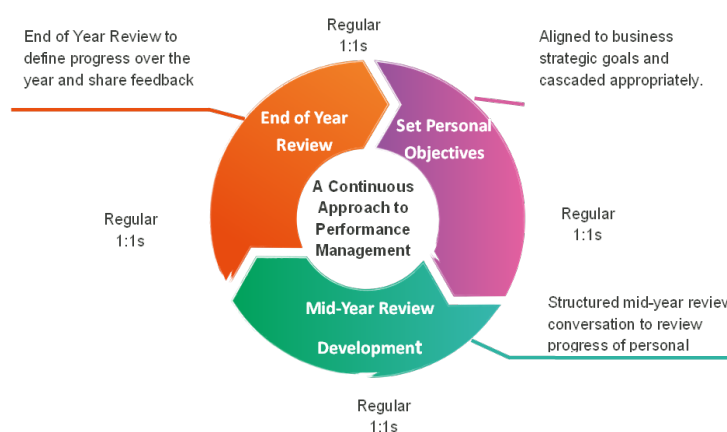 Regular
1:1s
End of Year Review to
define progress over the
year and share feedback
Aligned to business
strategic goals and
cascaded appropriately.
End of Year
Review
Set Personal
Objectives
A Continuous
Approach to
Performance
Management
Regular
1:1s
Regular
1:1s
Mid-Year Review
Development
Structured mid-year review
conversation to review
progress of personal
Regular
1:1s